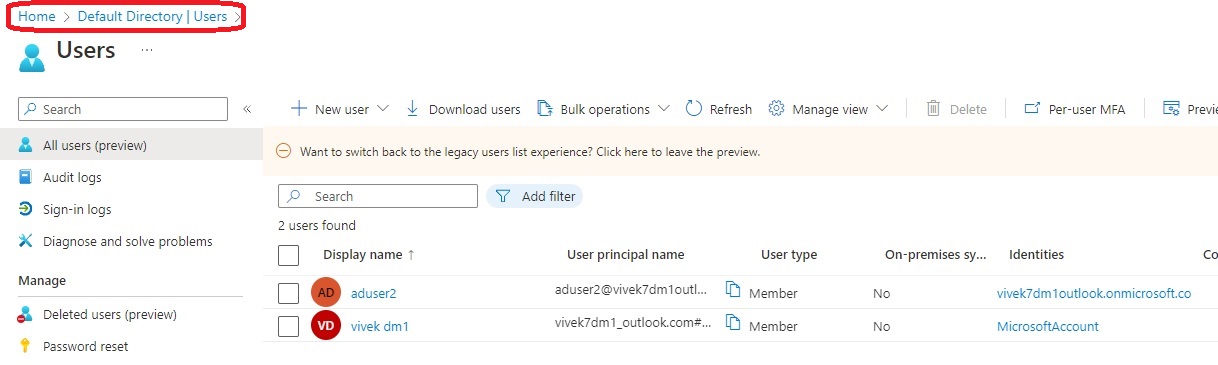 Home > Default Directory | Users >
Users ...
Search «
New user Download users Bulk operations Refresh Manage view Delete Per-user MFA Previe
All users (preview)
Want to switch back to the legacy users list experience? Click here to leave the preview.
Audit logs
Search Add filter
Sign-in logs
2 users found
Diagnose and solve problems
Display name ↑ User principal name User type On-premises sy... Identities Co
Manage
AD aduser2 aduser2@vivek7dm1outl... Member No vivek7dm1outlook.onmicrosoft.co
Deleted users (preview)
VD vivek dm1 vivek7dm1_outlook.com#... Member No MicrosoftAccount
Password reset